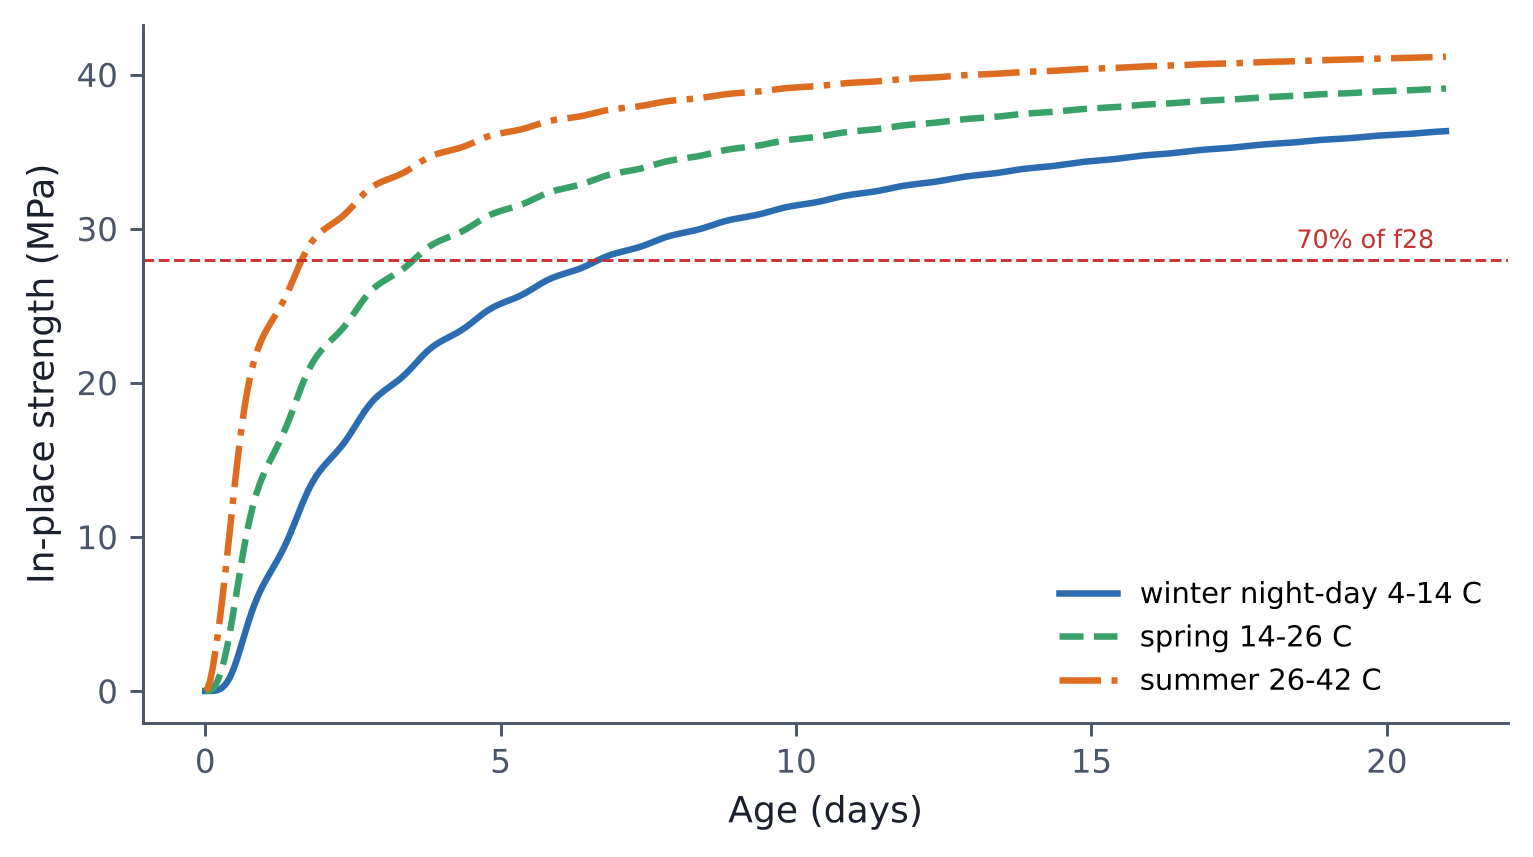 In-place strength (MPa)
40
30
20
10
0
70% of f28
winter night-day 4-14 C
spring 14-26 C
summer 26-42 C
0
5
10
15
20
Age (days)